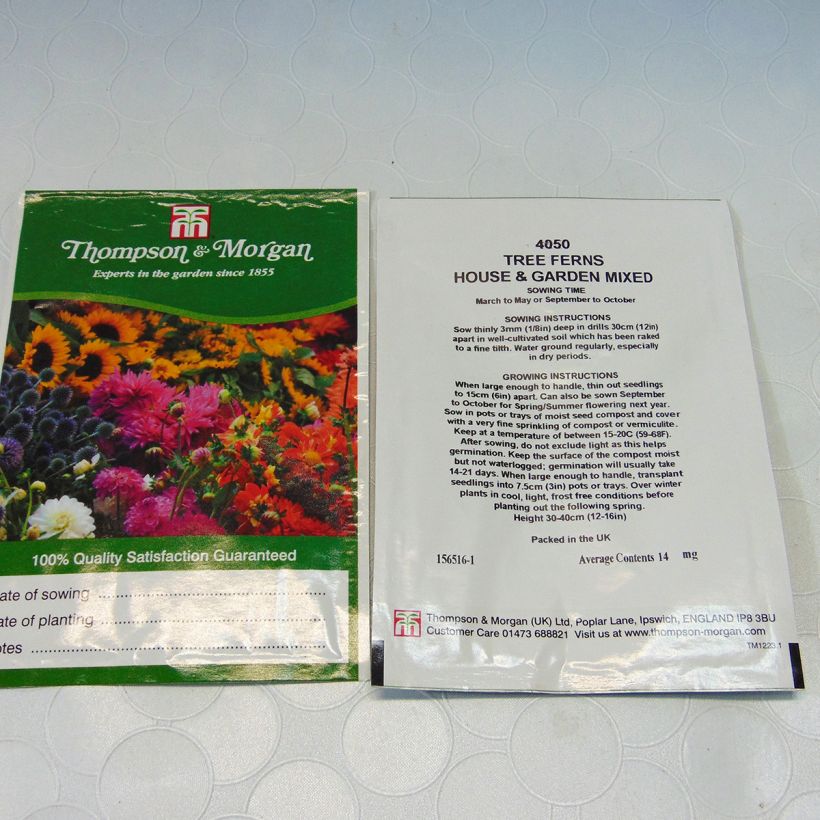 Thompson & Morgan
Experts in the garden since 1855
100% Quality Satisfaction Guaranteed
ate of sowing
ate of planting
otes
4050
TREE FERNS
HOUSE & GARDEN MIXED
SOWING TIME
March to May or September to October
SOWING INSTRUCTIONS
Sow thinly 3mm (1/8in) deep in drills 30cm (12in)
apart in well-cultivated soil which has been raked
to a fine tilth. Water ground regularly, especially
in dry periods.
GROWING INSTRUCTIONS
When large enough to handle, thin out seedlings
to 15cm (6in) apart. Can also be sown September
to October for Spring/Summer flowering next year.
Sow in pots or trays of moist seed compost and cover
with a very fine sprinkling of compost or vermiculite.
Keep at a temperature of between 15-20C (59-68F).
After sowing, do not exclude light as this helps
germination. Keep the surface of the compost moist
but not waterlogged; germination will usually take
14-21 days. When large enough to handle, transplant
seedlings into 7.5cm (3in) pots or trays. Over winter
plants in cool, light, frost free conditions before
planting out the following spring.
Height 30-40cm (12-16in)
Packed in the UK
156516-1 Average Contents 14 mg
Thompson & Morgan (UK) Ltd, Poplar Lane, Ipswich, ENGLAND IP8 3BU
Customer Care 01473 688821 Visit us at www.thompson-morgan.com
TM1223.1